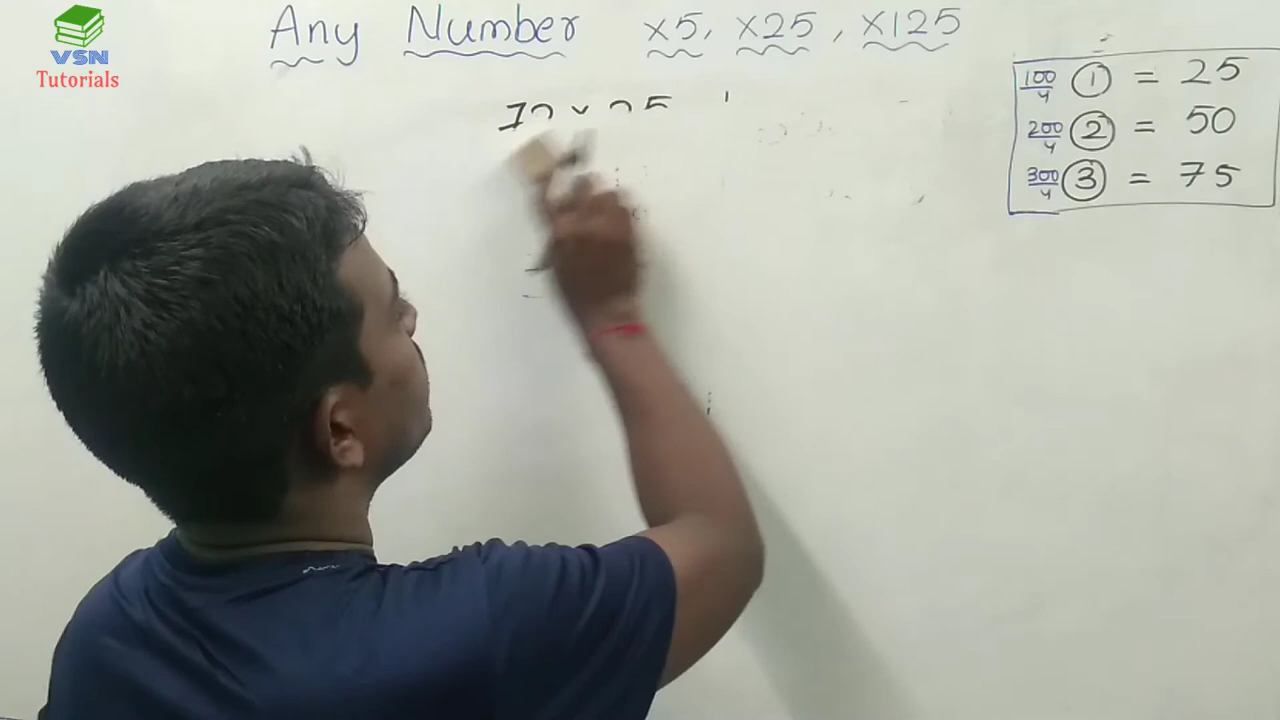 VSN
Tutorials
Any Number ×5, ×25, ×125
100/4 1 = 25
200/4 2 = 50
300/4 3 = 75